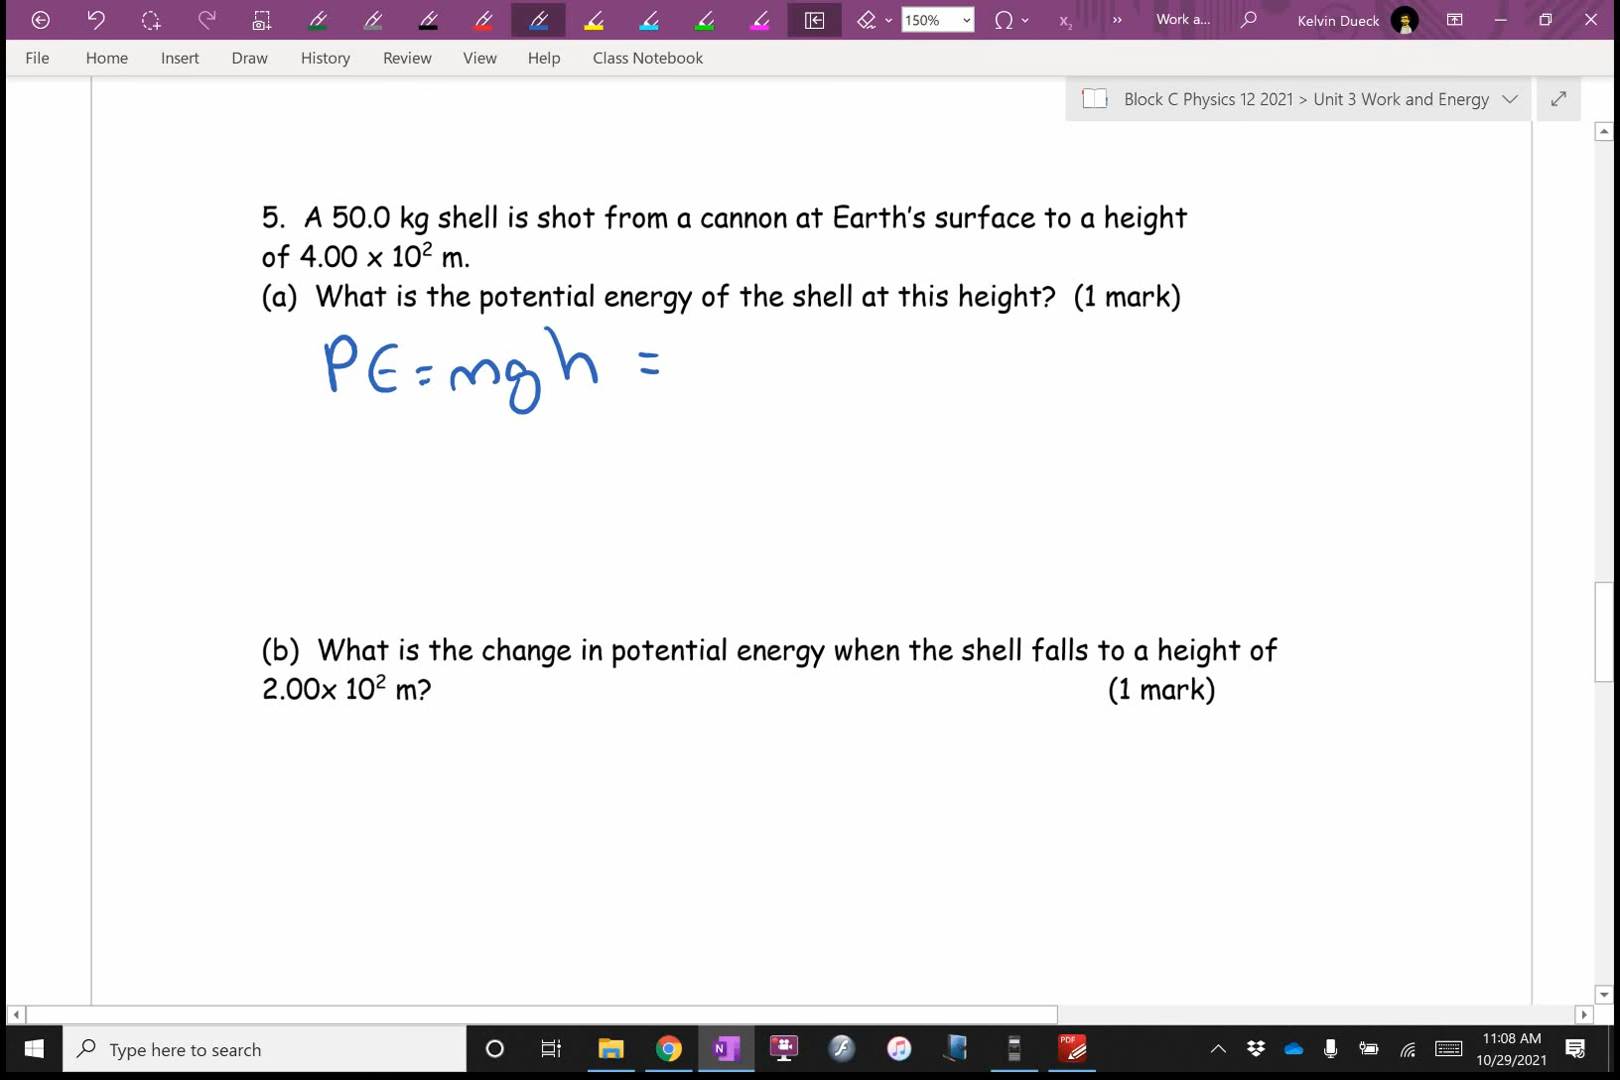 150%
Ω
x₂
››
Work a...
Kelvin Dueck
File
Home
Insert
Draw
History
Review
View
Help
Class Notebook
Block C Physics 12 2021 > Unit 3 Work and Energy
5. A 50.0 kg shell is shot from a cannon at Earth's surface to a height
of 4.00 x 10² m.
(a) What is the potential energy of the shell at this height? (1 mark)
PE = mgh =
(b) What is the change in potential energy when the shell falls to a height of
2.00x 10² m?
(1 mark)
Type here to search
PDF
11:08 AM
10/29/2021